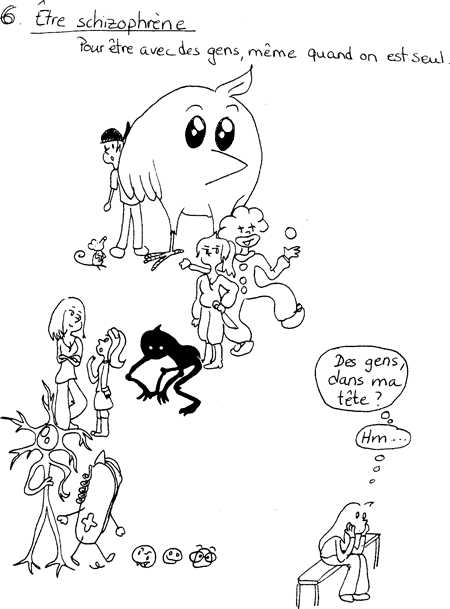 6. Être schizophrène
Pour être avec des gens, même quand on est seul.
Des gens,
dans ma
tête ?
Hm...